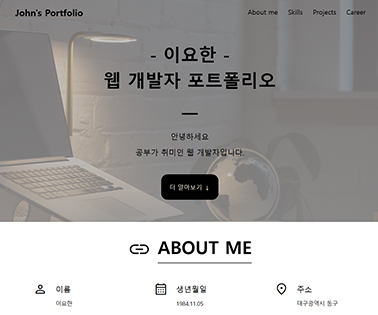 John's Portfolio
About me Skills Projects Career
- 이요한 -
웹 개발자 포트폴리오
안녕하세요
공부가 취미인 웹 개발자입니다.
더 알아보기 ↓
ABOUT ME
이름 생년월일 주소
이요한 1984.11.05 대구광역시 동구